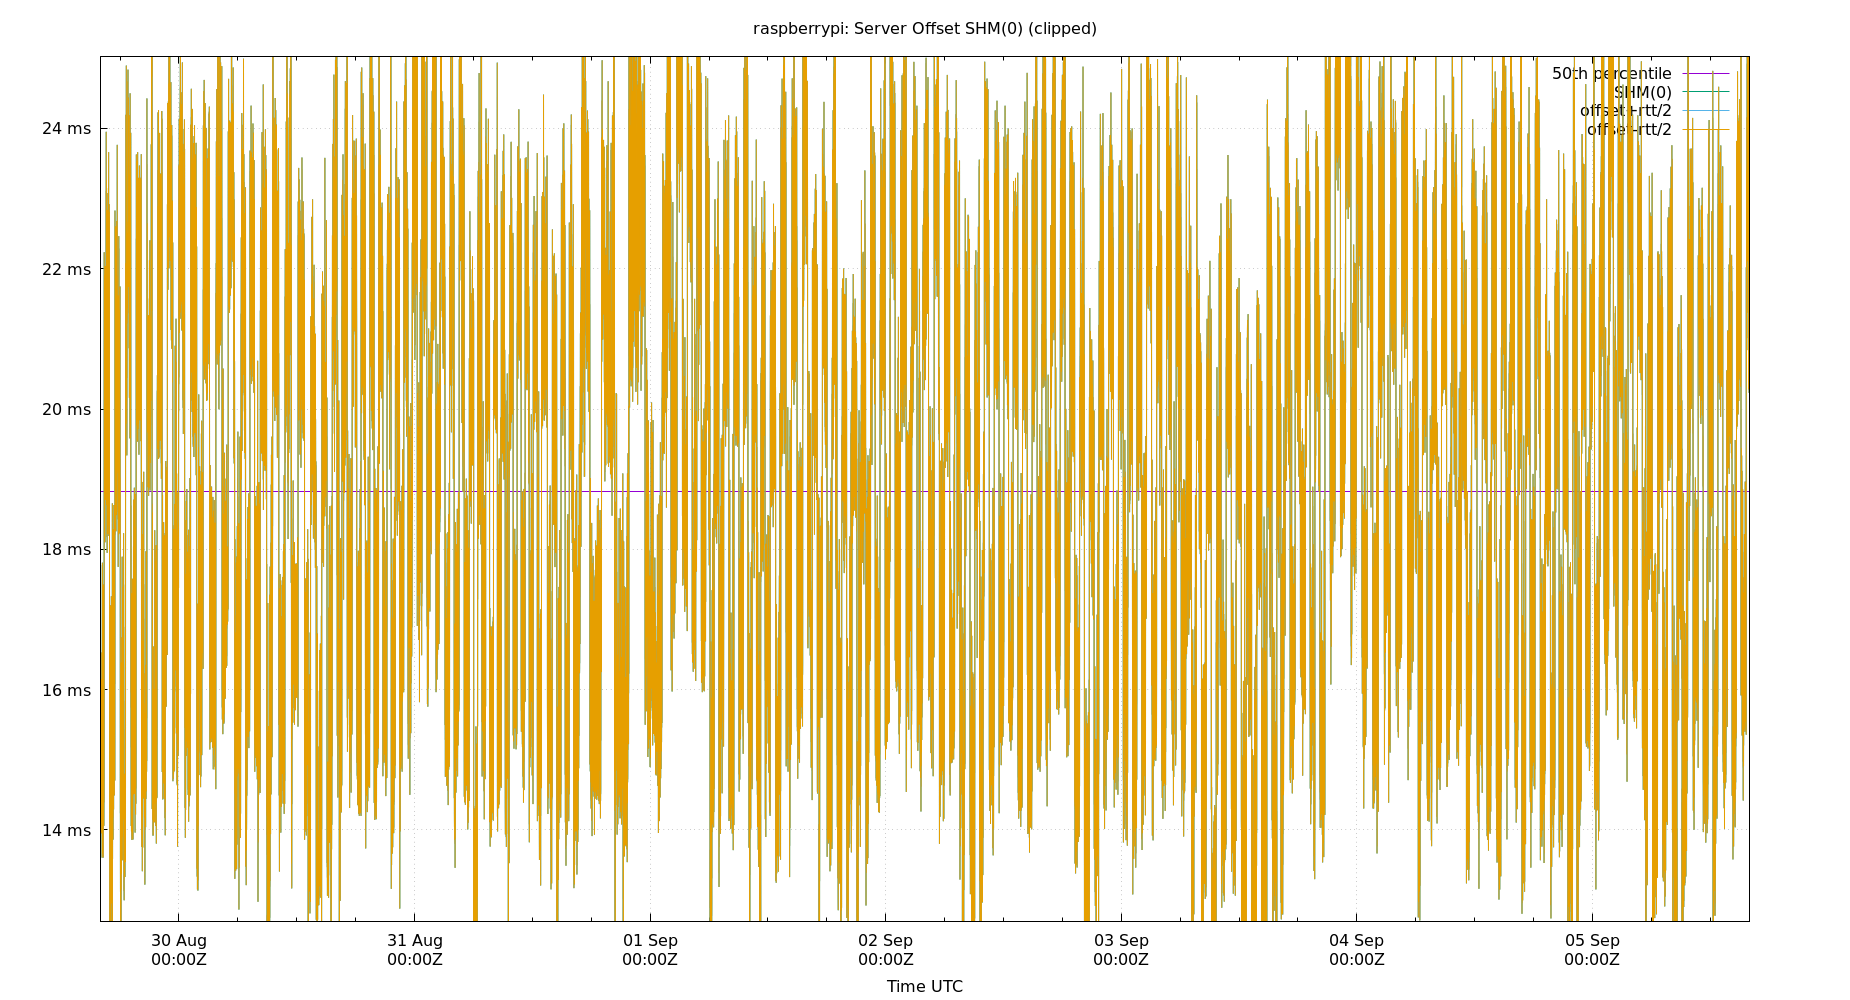 raspberrypi: Server Offset SHM(0) (clipped)
50th percentile
SHM(0)
offset+rtt/2
offset-rtt/2
24 ms
22 ms
20 ms
18 ms
16 ms
14 ms
30 Aug
00:00Z
31 Aug
00:00Z
01 Sep
00:00Z
02 Sep
00:00Z
03 Sep
00:00Z
04 Sep
00:00Z
05 Sep
00:00Z
Time UTC